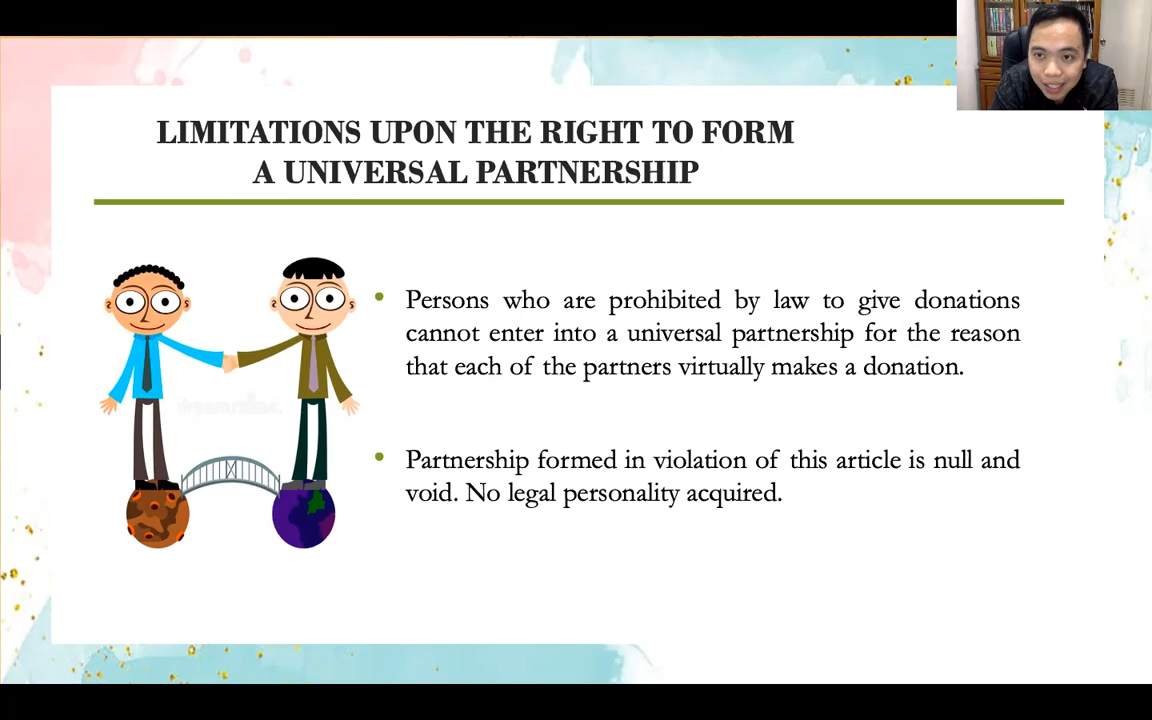 LIMITATIONS UPON THE RIGHT TO FORM
A UNIVERSAL PARTNERSHIP
Persons who are prohibited by law to give donations
cannot enter into a universal partnership for the reason
that each of the partners virtually makes a donation.
Partnership formed in violation of this article is null and
void. No legal personality acquired.